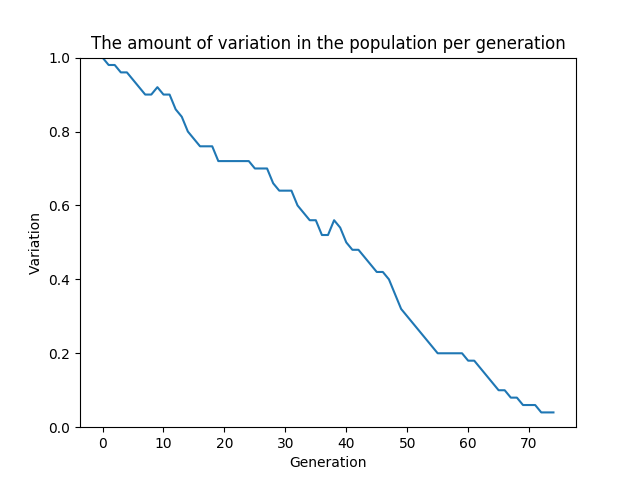 The amount of variation in the population per generation
1.0
0.8
0.6
0.4
0.2
0.0
Variation
0 10 20 30 40 50 60 70
Generation